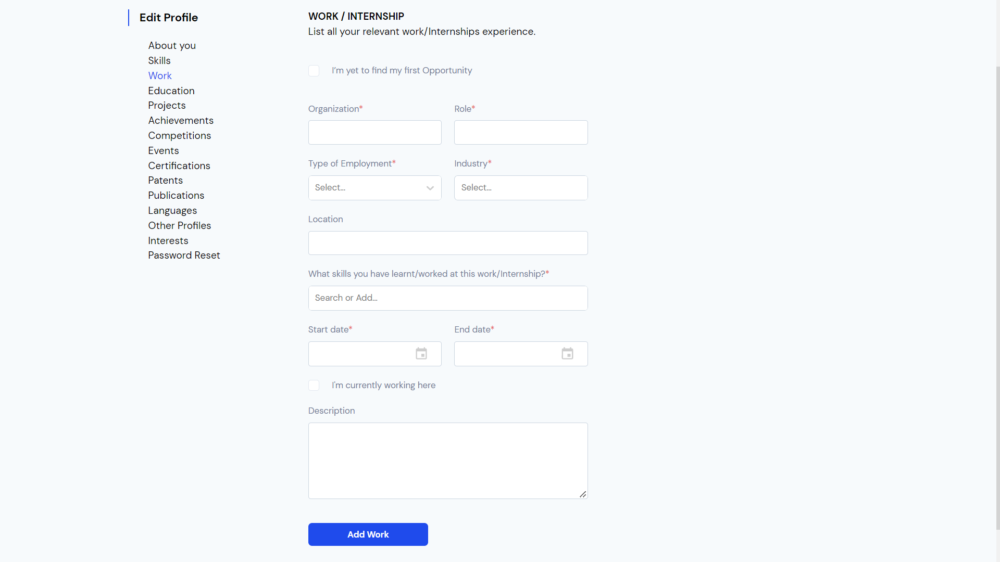 Edit Profile
About you
Skills
Work
Education
Projects
Achievements
Competitions
Events
Certifications
Patents
Publications
Languages
Other Profiles
Interests
Password Reset
WORK / INTERNSHIP
List all your relevant work/Internships experience.
I’m yet to find my first Opportunity
Organization*
Role*
Type of Employment*
Industry*
Select...
Select...
Location
What skills you have learnt/worked at this work/Internship?*
Search or Add...
Start date*
End date*
I'm currently working here
Description
Add Work